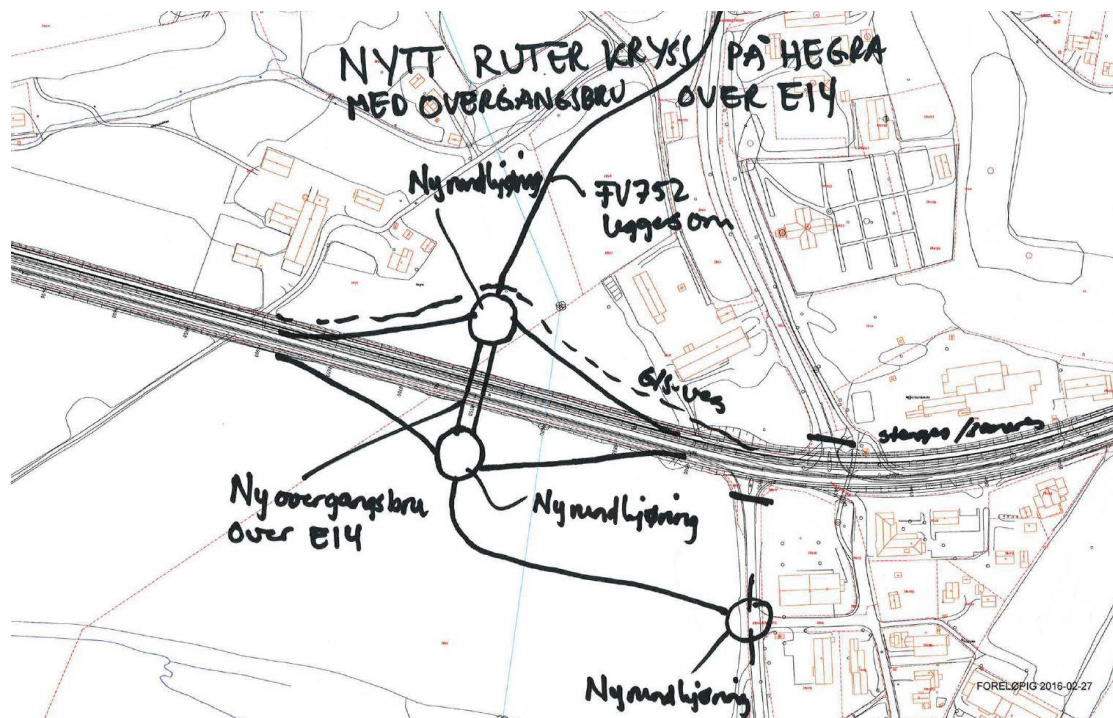 NYTT RUTER KRYSS PÅ HEGRA
MED OVERGANGSBRU OVER E14
Ny rundkjøring
FV752
legges om
G/S-veg
stenges/saneres
Ny overgangsbru
over E14
Ny rundkjøring
Ny rundkjøring
FORELØPIG 2016-02-27